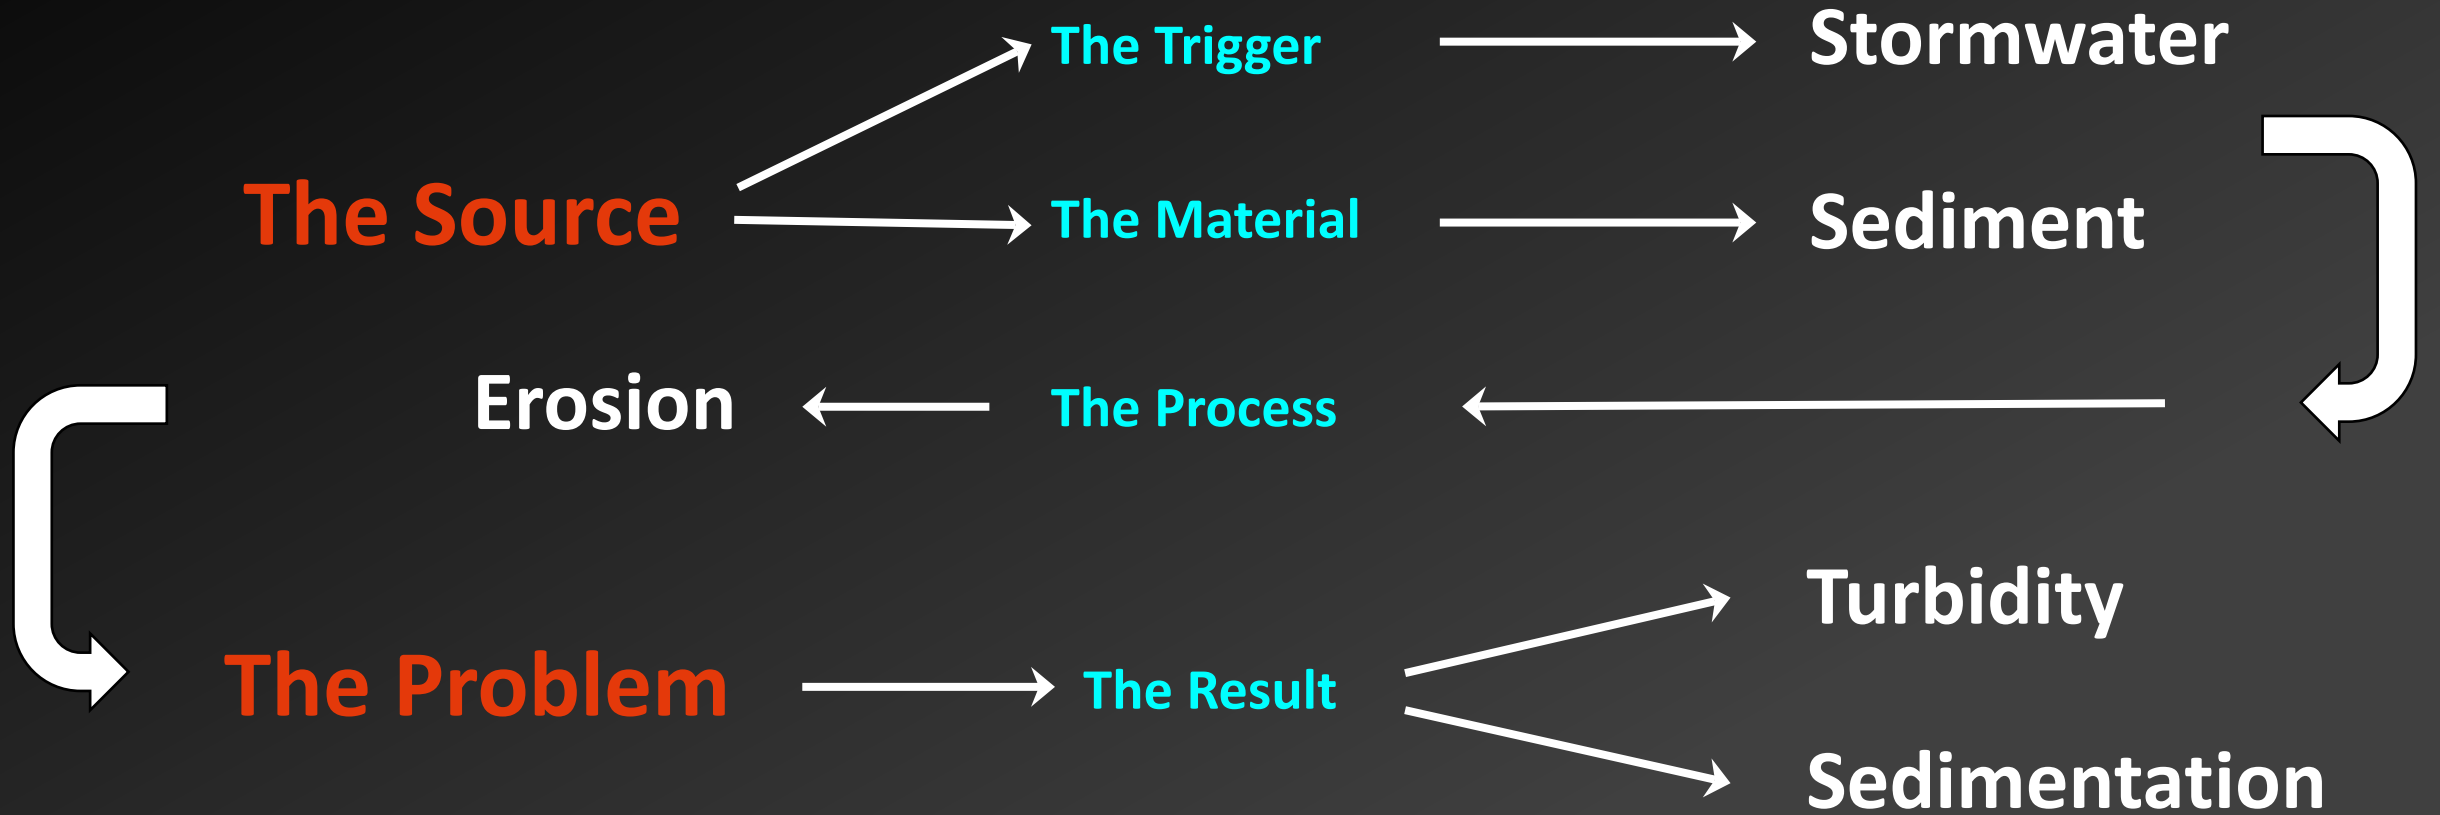 The Trigger
Stormwater
The Source
The Material
Sediment
Erosion
The Process
Turbidity
The Problem
The Result
Sedimentation